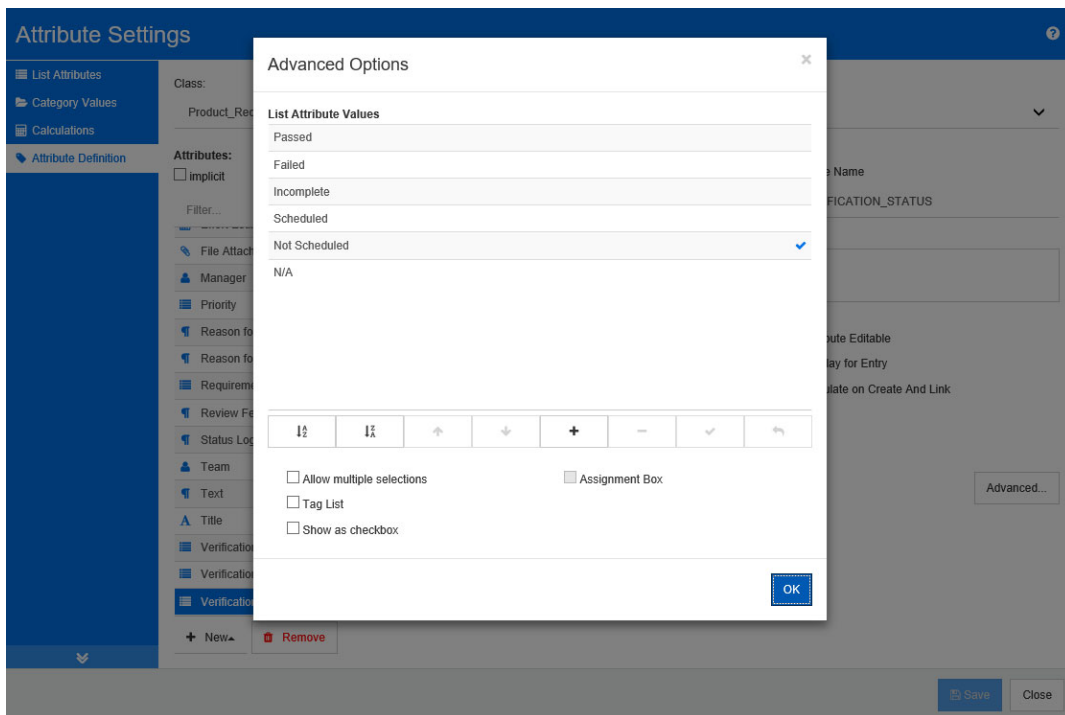 Attribute Settings
List Attributes
Category Values
Calculations
Attribute Definition
Class:
Product_Rec
Attributes:
implicit
Filter...
File Attach
Manager
Priority
Reason fo
Reason fo
Requireme
Review Fe
Status Log
Team
Text
Title
Verification
Verification
Verification
New
Remove
Advanced Options
List Attribute Values
Passed
Failed
Incomplete
Scheduled
Not Scheduled
N/A
Allow multiple selections
Assignment Box
Tag List
Show as checkbox
OK
e Name
FICATION_STATUS
bute Editable
lay for Entry
ulate on Create And Link
Advanced...
Save
Close